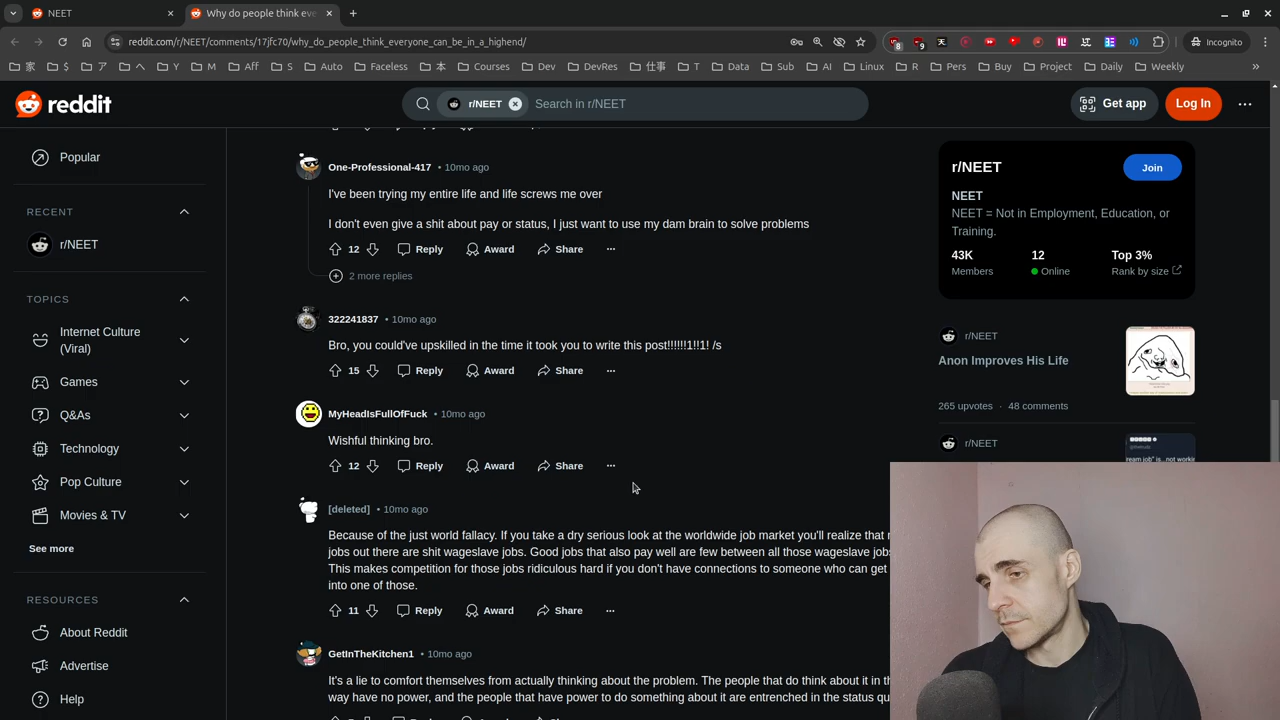 NEET
Why do people think eve
reddit.com/r/NEET/comments/17jfc70/why_do_people_think_everyone_can_be_in_a_highend/
8
9
Incognito
家
$
ア
へ
Y
M
Aff
S
Auto
Faceless
本
Courses
Dev
DevRes
仕事
T
Data
Sub
AI
Linux
R
Pers
Buy
Project
Daily
Weekly
reddit
r/NEET
Search in r/NEET
Get app
Log In
Popular
RECENT
r/NEET
TOPICS
Internet Culture
(Viral)
Games
Q&As
Technology
Pop Culture
Movies & TV
See more
RESOURCES
About Reddit
Advertise
Help
One-Professional-417 • 10mo ago
I've been trying my entire life and life screws me over
I don't even give a shit about pay or status, I just want to use my dam brain to solve problems
12 Reply Award Share
2 more replies
322241837 • 10mo ago
Bro, you could've upskilled in the time it took you to write this post!!!!!!1!!1! /s
15 Reply Award Share
MyHeadIsFullOfFuck • 10mo ago
Wishful thinking bro.
12 Reply Award Share
[deleted] • 10mo ago
Because of the just world fallacy. If you take a dry serious look at the worldwide job market you'll realize that
jobs out there are shit wageslave jobs. Good jobs that also pay well are few between all those wageslave jobs
This makes competition for those jobs ridiculous hard if you don't have connections to someone who can get
into one of those.
11 Reply Award Share
GetInTheKitchen1 • 10mo ago
It's a lie to comfort themselves from actually thinking about the problem. The people that do think about it in th
way have no power, and the people that have power to do something about it are entrenched in the status qu
r/NEET
Join
NEET
NEET = Not in Employment, Education, or
Training.
43K 12 Top 3%
Members Online Rank by size
r/NEET
Anon Improves His Life
265 upvotes • 48 comments
r/NEET